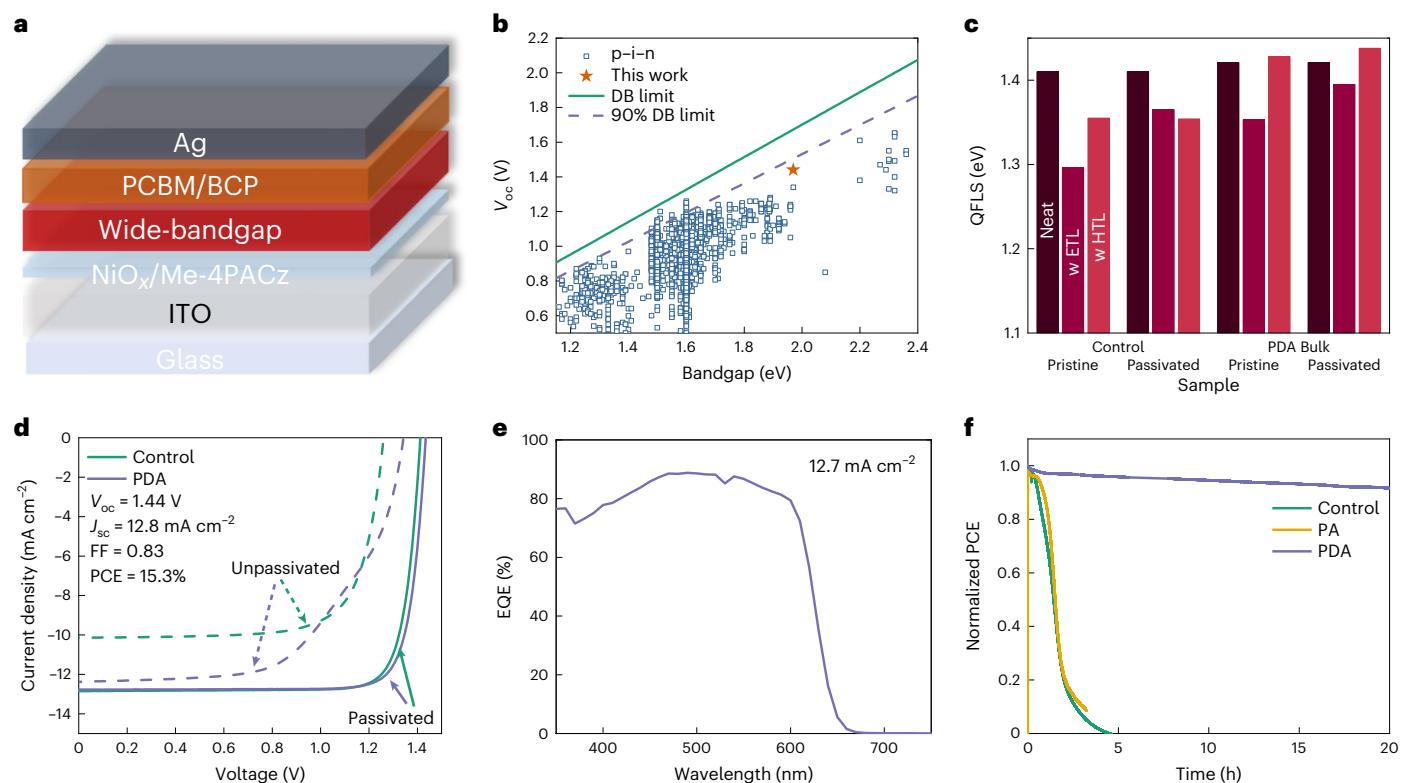 a
Ag
PCBM/BCP
Wide-bandgap
NiOₓ/Me-4PACz
ITO
Glass
b
2.2
2.0
1.8
1.6
1.4
1.2
1.0
0.8
0.6
V_oc (V)
p–i–n
This work
DB limit
90% DB limit
1.2 1.4 1.6 1.8 2.0 2.2 2.4
Bandgap (eV)
c
1.4
1.3
1.2
1.1
QFLS (eV)
Neat
w ETL
w HTL
Control PDA Bulk
Pristine Passivated Pristine Passivated
Sample
d
0
–2
–4
–6
–8
–10
–12
–14
Current density (mA cm⁻²)
Control
PDA
V_oc = 1.44 V
J_sc = 12.8 mA cm⁻²
FF = 0.83
PCE = 15.3%
Unpassivated
Passivated
0 0.2 0.4 0.6 0.8 1.0 1.2 1.4
Voltage (V)
e
100
80
60
40
20
0
EQE (%)
12.7 mA cm⁻²
400 500 600 700
Wavelength (nm)
f
1.0
0.8
0.6
0.4
0.2
0
Normalized PCE
Control
PA
PDA
0 5 10 15 20
Time (h)